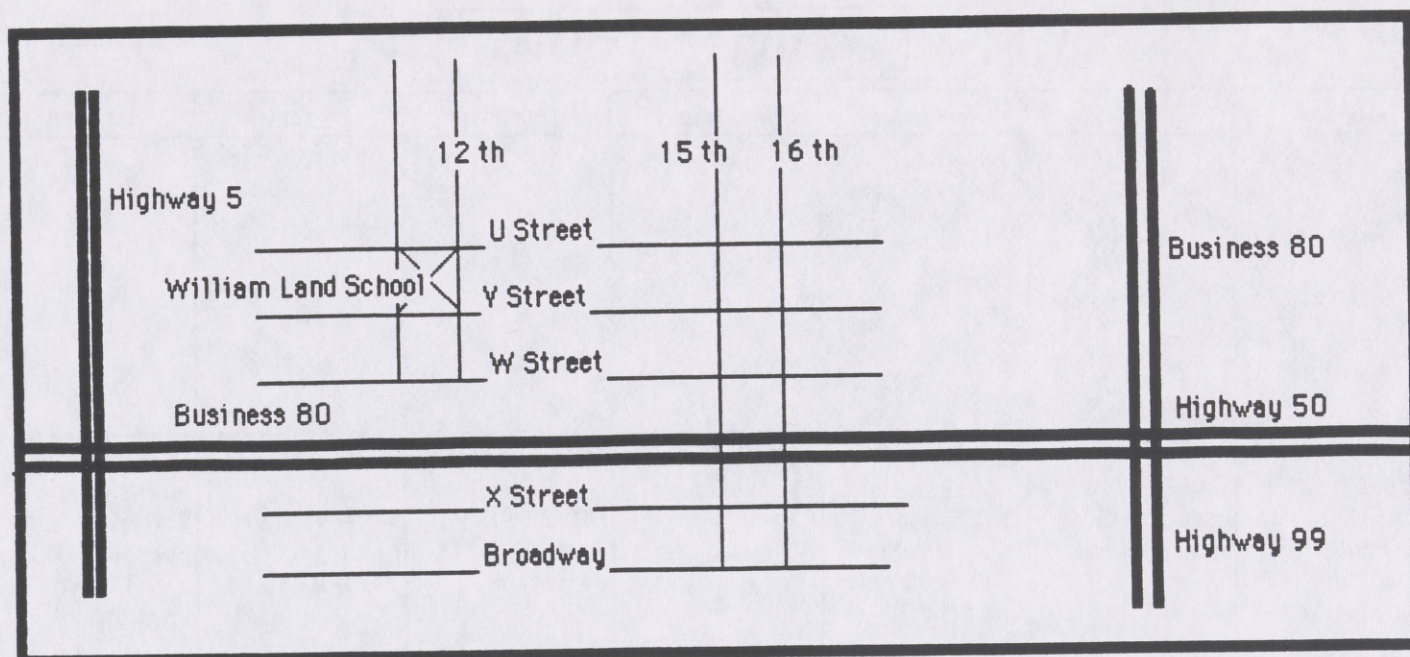 12 th 15 th 16 th
Highway 5
U Street
Business 80
William Land School
Y Street
W Street
Business 80
Highway 50
X Street
Broadway
Highway 99